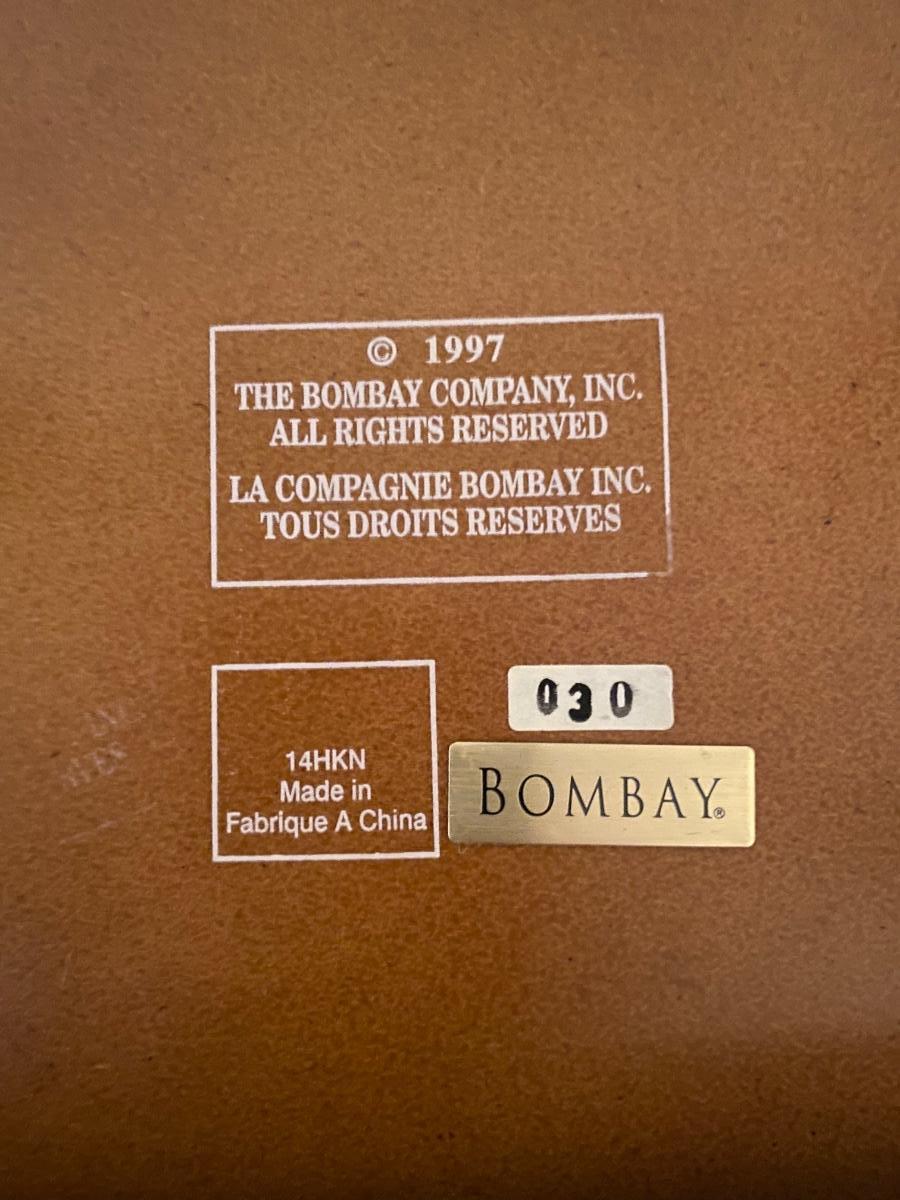 © 1997
THE BOMBAY COMPANY, INC.
ALL RIGHTS RESERVED
LA COMPAGNIE BOMBAY INC.
TOUS DROITS RESERVES
14HKN
Made in
Fabrique A China
030
BOMBAY®